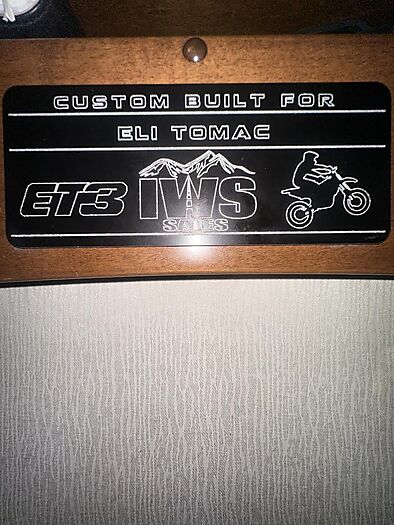 CUSTOM BUILT FOR
ELI TOMAC
ET3 IWS
SALES